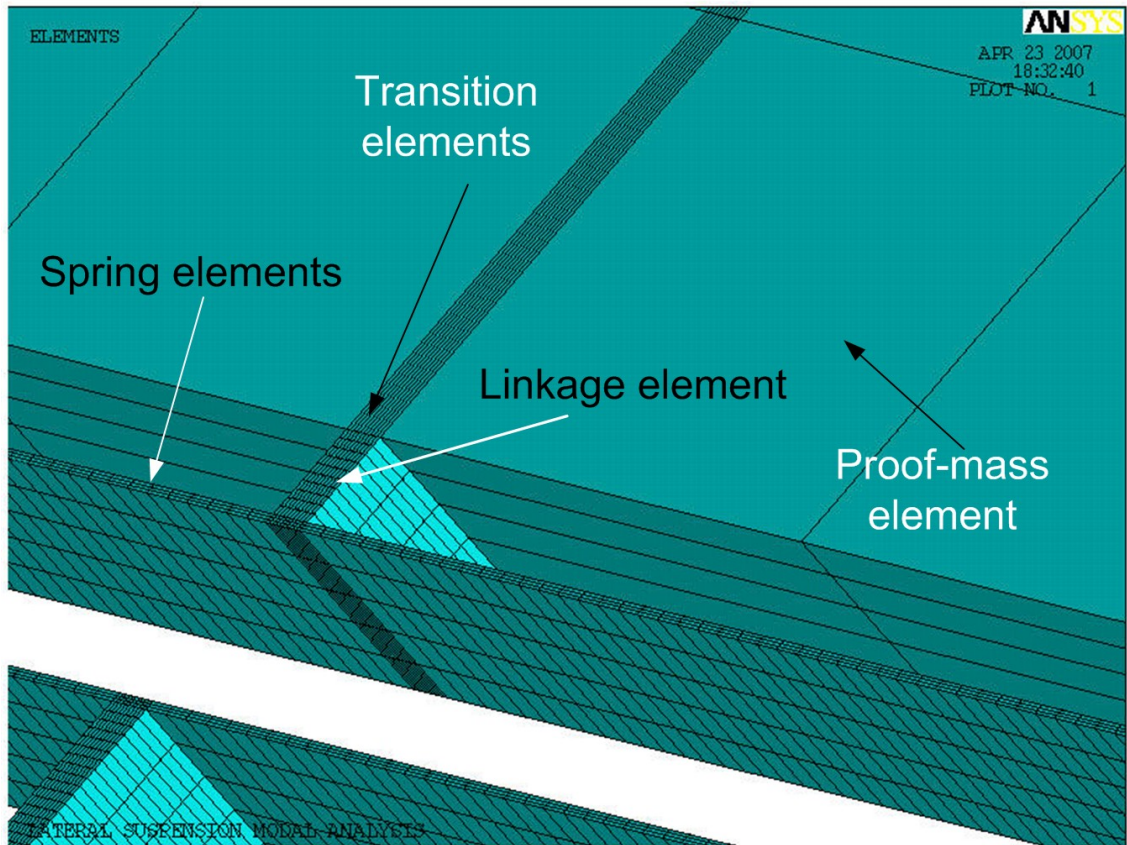 ELEMENTS
ANSYS
APR 23 2007
18:32:40
PLOT NO. 1
Transition
elements
Spring elements
Linkage element
Proof-mass
element
LATERAL SUSPENSION MODAL ANALYSIS